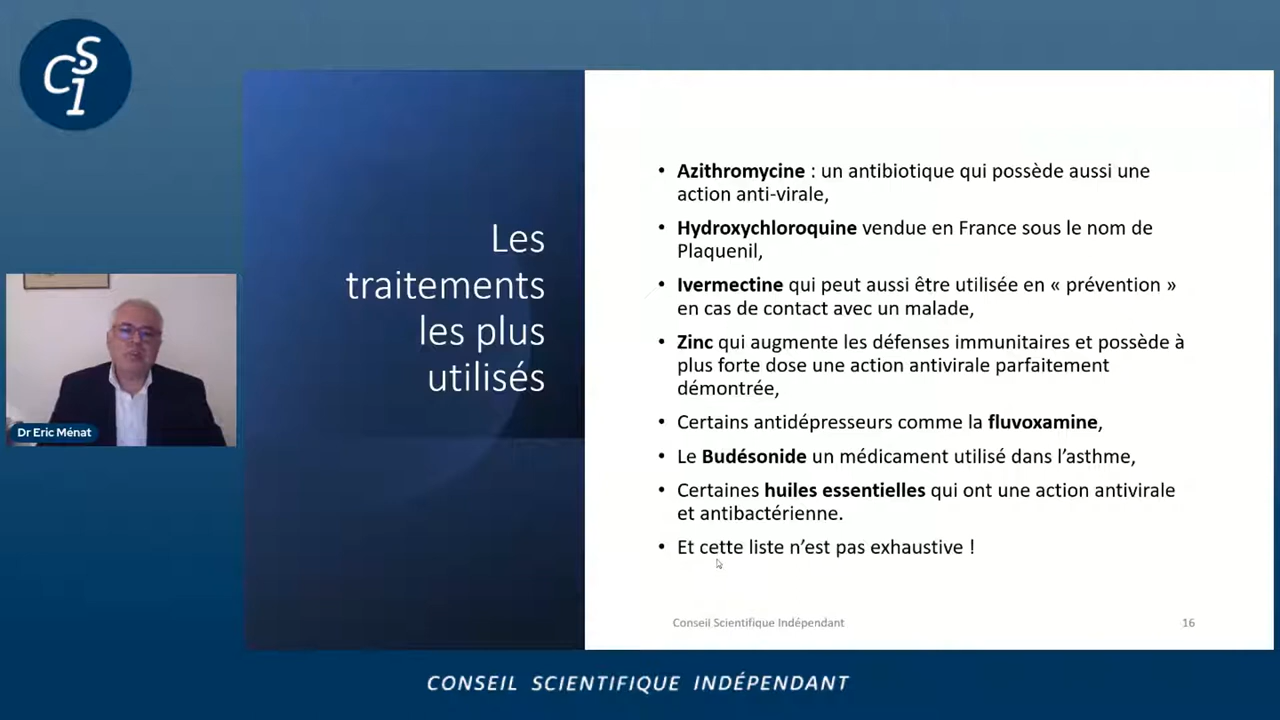 CSI
Les
traitements
les plus
utilisés
• Azithromycine : un antibiotique qui possède aussi une
action anti-virale,
• Hydroxychloroquine vendue en France sous le nom de
Plaquenil,
• Ivermectine qui peut aussi être utilisée en « prévention »
en cas de contact avec un malade,
• Zinc qui augmente les défenses immunitaires et possède à
plus forte dose une action antivirale parfaitement
démontrée,
• Certains antidépresseurs comme la fluvoxamine,
• Le Budésonide un médicament utilisé dans l’asthme,
• Certaines huiles essentielles qui ont une action antivirale
et antibactérienne.
• Et cette liste n’est pas exhaustive !
Dr Eric Ménat
Conseil Scientifique Indépendant
16
CONSEIL SCIENTIFIQUE INDÉPENDANT